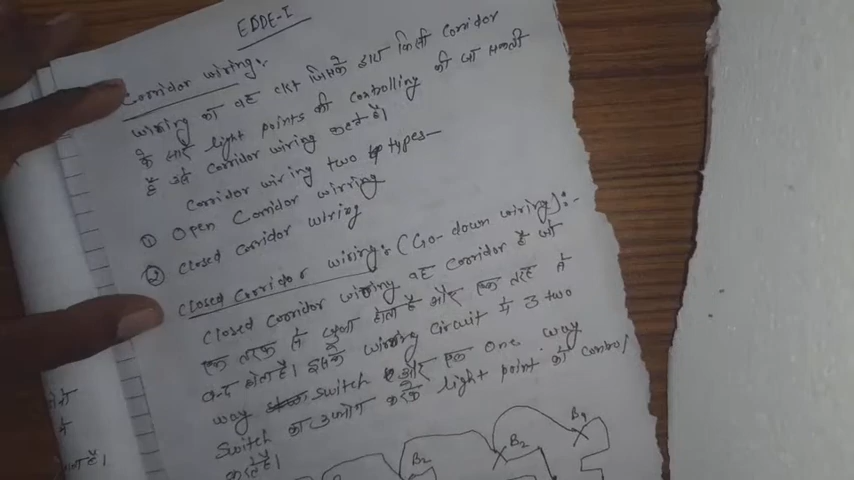 EDDE-I
Corridor wiring:-
wiring का वह ckt जिसके द्वारा किसी Corridor
के सारे light points की controlling की जा सकती
है उसे corridor wiring कहते हैं।
Corridor wiring two types-
① Open Corridor wirring
② Closed Corridor wiring
Closed Corridor wiring:- (Go-down wiring):-
Closed Corridor wiring वह Corridor है जो
एक तरफ से खुला होता है और एक तरफ से
बन्द होता है। इसके wiring Circuit में 3 two
way switch और एक one way
Switch का उपयोग करके light point को control
करते हैं।
B2 B2 B1
है।